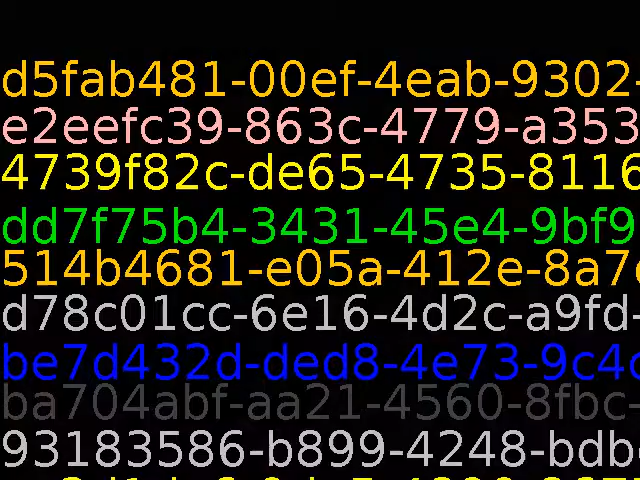 d5fab481-00ef-4eab-9302-
e2eefc39-863c-4779-a353
4739f82c-de65-4735-8116
dd7f75b4-3431-45e4-9bf9
514b4681-e05a-412e-8a7
d78c01cc-6e16-4d2c-a9fd-
be7d432d-ded8-4e73-9c4
ba704abf-aa21-4560-8fbc-
93183586-b899-4248-bdb